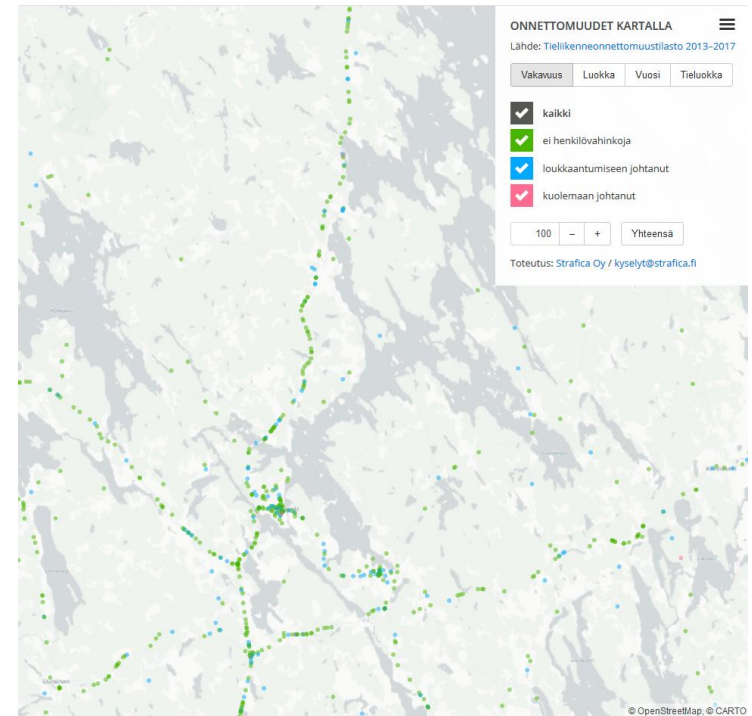 ONNETTOMUUDET KARTALLA
Lähde: Tieliikenneonnettomuustilasto 2013–2017
Vakavuus Luokka Vuosi Tieluokka
kaikki
ei henkilövahinkoja
loukkaantumiseen johtanut
kuolemaan johtanut
100 – + Yhteensä
Toteutus: Strafica Oy / kyselyt@strafica.fi
© OpenStreetMap, © CARTO